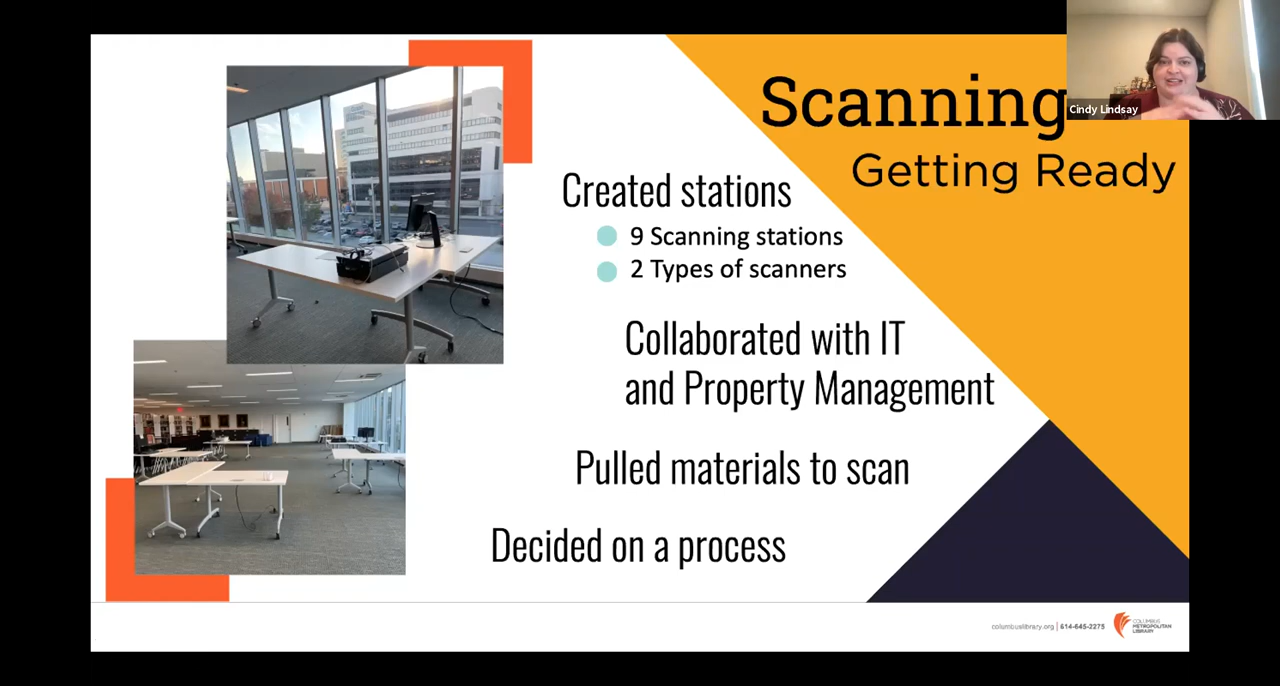 Scanning
Cindy Lindsay
Getting Ready
Created stations
9 Scanning stations
2 Types of scanners
Collaborated with IT
and Property Management
Pulled materials to scan
Decided on a process
columbuslibrary.org | 614-645-2275
COLUMBUS
METROPOLITAN
LIBRARY